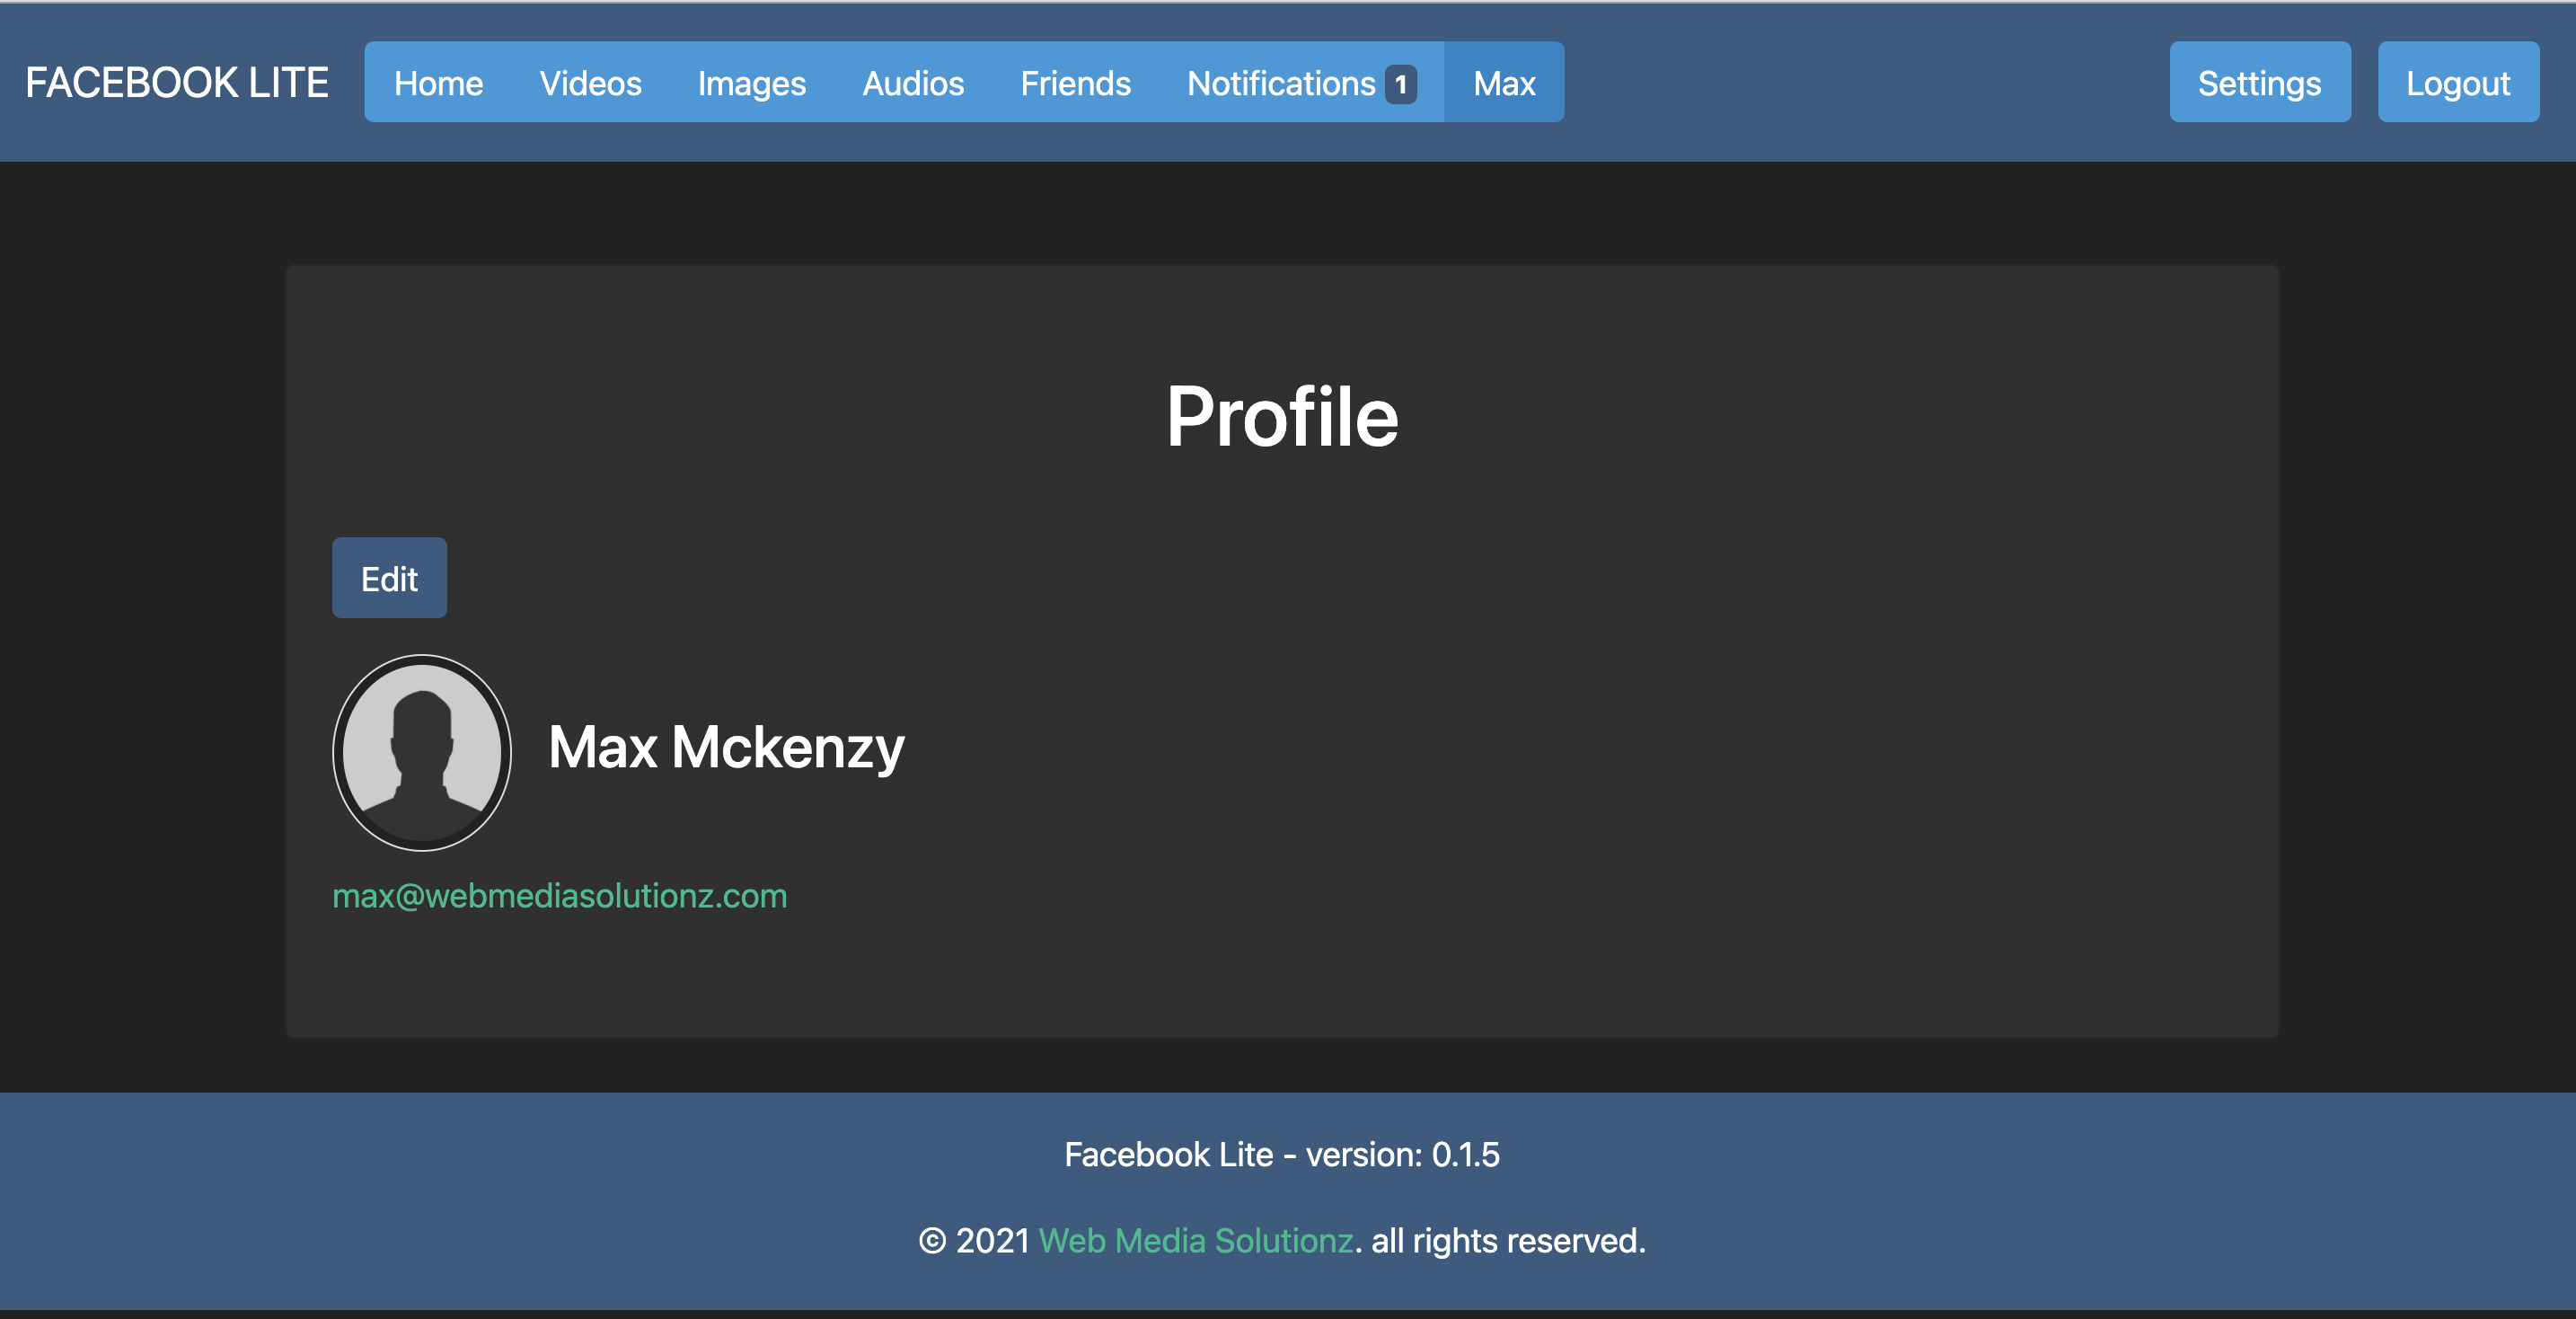 FACEBOOK LITE Home Videos Images Audios Friends Notifications 1 Max Settings Logout
Profile
Edit
Max Mckenzy
max@webmediasolutionz.com
Facebook Lite - version: 0.1.5
© 2021 Web Media Solutionz. all rights reserved.